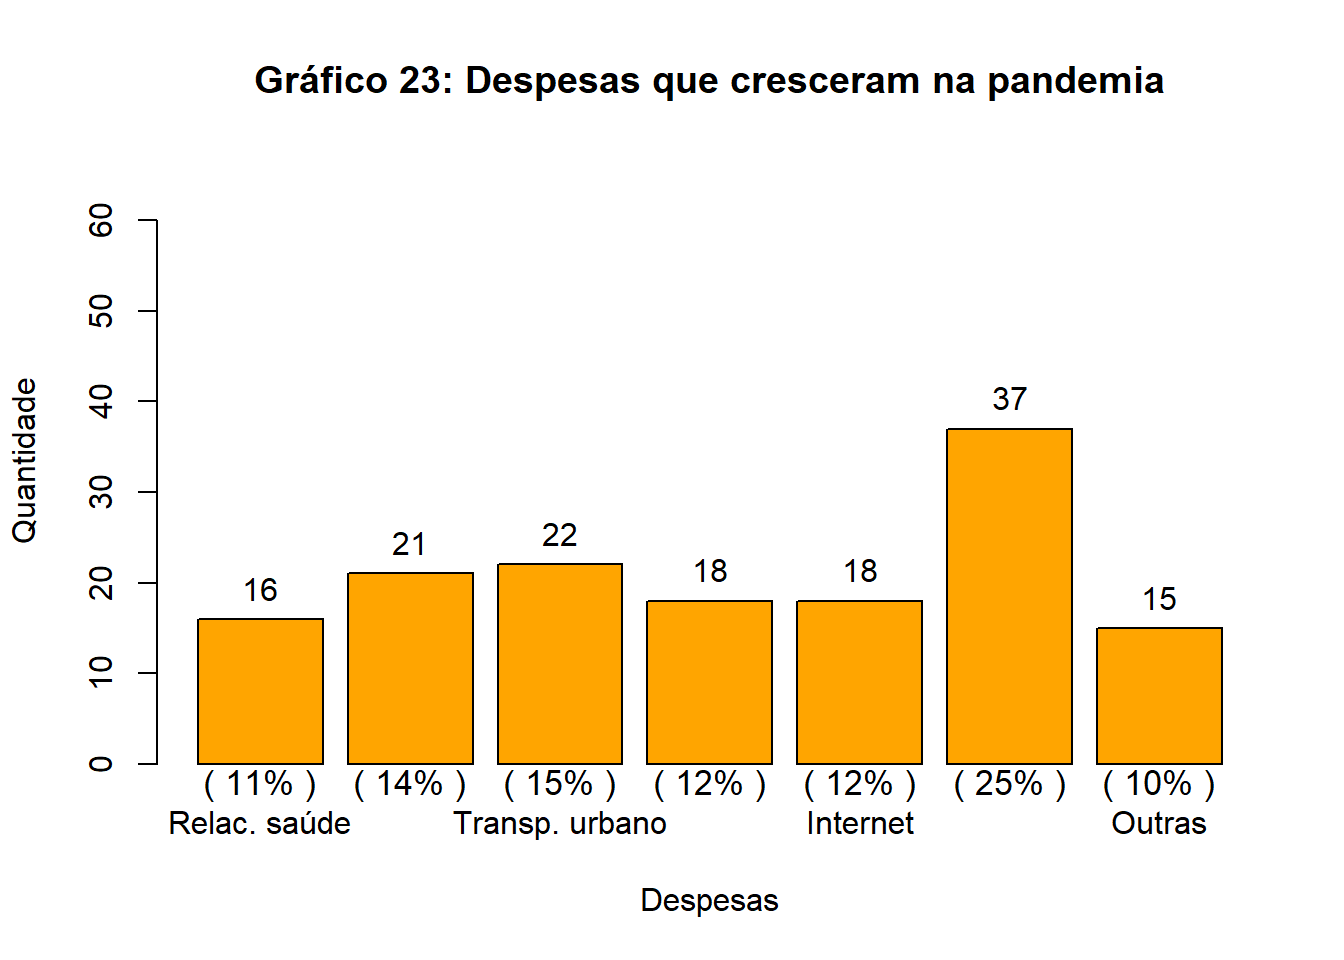 Gráfico 23: Despesas que cresceram na pandemia
Quantidade
60
50
40
30
20
10
0
16
21
22
18
18
37
15
( 11% ) ( 14% ) ( 15% ) ( 12% ) ( 12% ) ( 25% ) ( 10% )
Relac. saúde Transp. urbano Internet Outras
Despesas